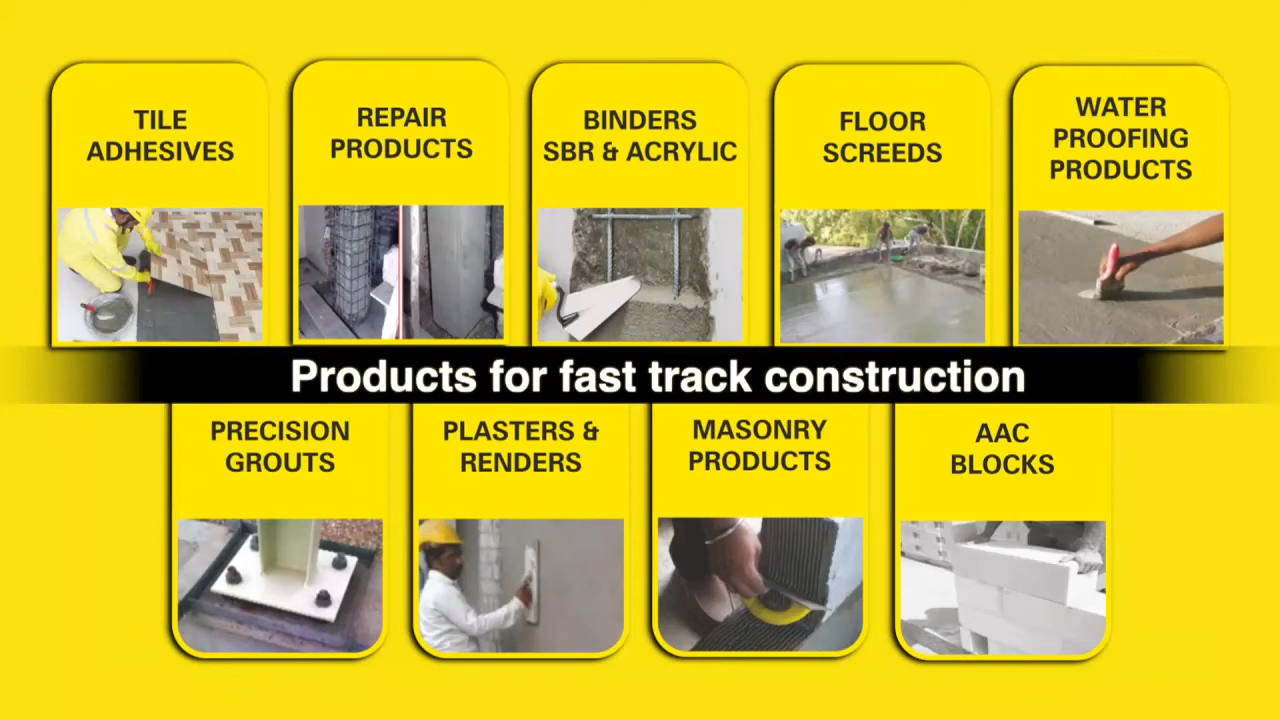 TILE
ADHESIVES
REPAIR
PRODUCTS
BINDERS
SBR & ACRYLIC
FLOOR
SCREEDS
WATER
PROOFING
PRODUCTS
Products for fast track construction
PRECISION
GROUTS
PLASTERS &
RENDERS
MASONRY
PRODUCTS
AAC
BLOCKS